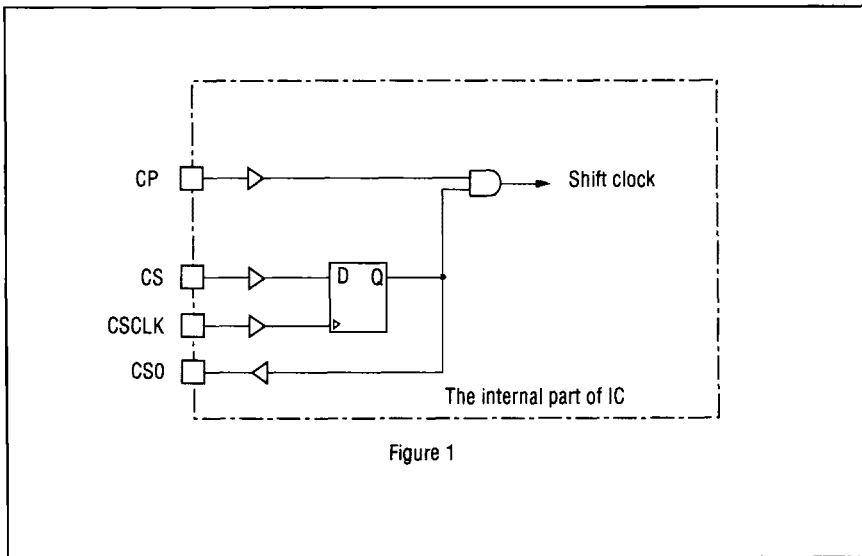 CP
Shift clock
CS
D Q
CSCLK
CSO
The internal part of IC
Figure 1